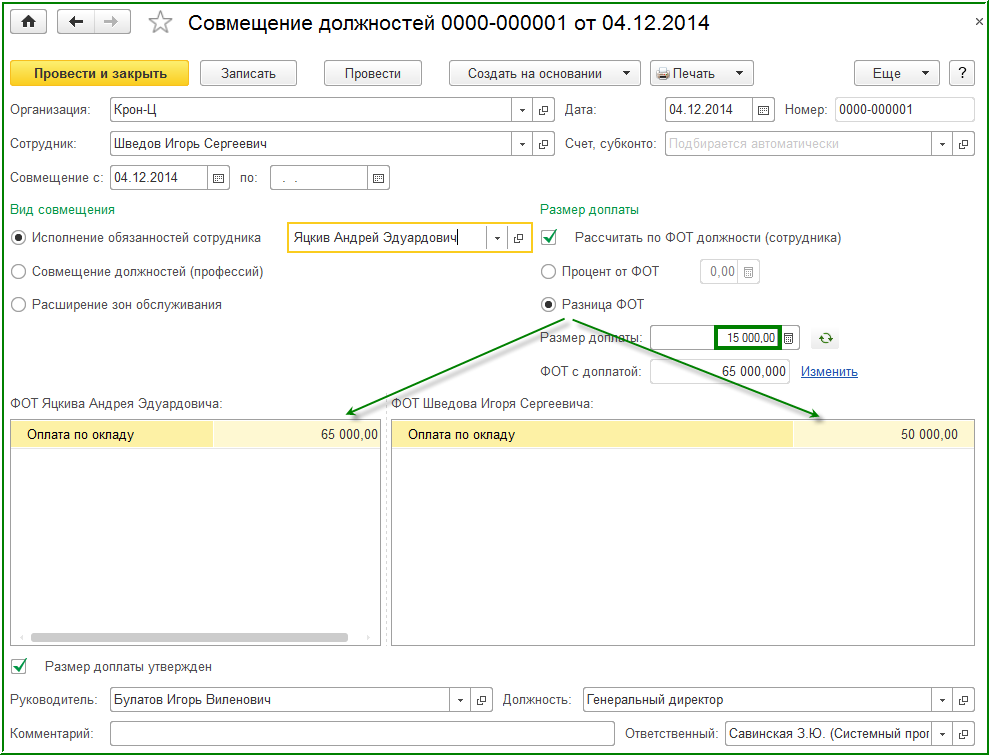 Совмещение должностей 0000-000001 от 04.12.2014
Провести и закрыть Записать Провести Создать на основании Печать Еще ?
Организация: Крон-Ц Дата: 04.12.2014 Номер: 0000-000001
Сотрудник: Шведов Игорь Сергеевич Счет, субконто: Подбирается автоматически
Совмещение с: 04.12.2014 по: . .
Вид совмещения Размер доплаты
Исполнение обязанностей сотрудника Яцкив Андрей Эдуардович Рассчитать по ФОТ должности (сотрудника)
Совмещение должностей (профессий) Процент от ФОТ 0,00
Расширение зон обслуживания Разница ФОТ
Размер доплаты: 15 000,00
ФОТ с доплатой: 65 000,000 Изменить
ФОТ Яцкива Андрея Эдуардовича: ФОТ Шведова Игоря Сергеевича:
Оплата по окладу 65 000,00 Оплата по окладу 50 000,00
Размер доплаты утвержден
Руководитель: Булатов Игорь Виленович Должность: Генеральный директор
Комментарий: Ответственный: Савинская З.Ю. (Системный прог